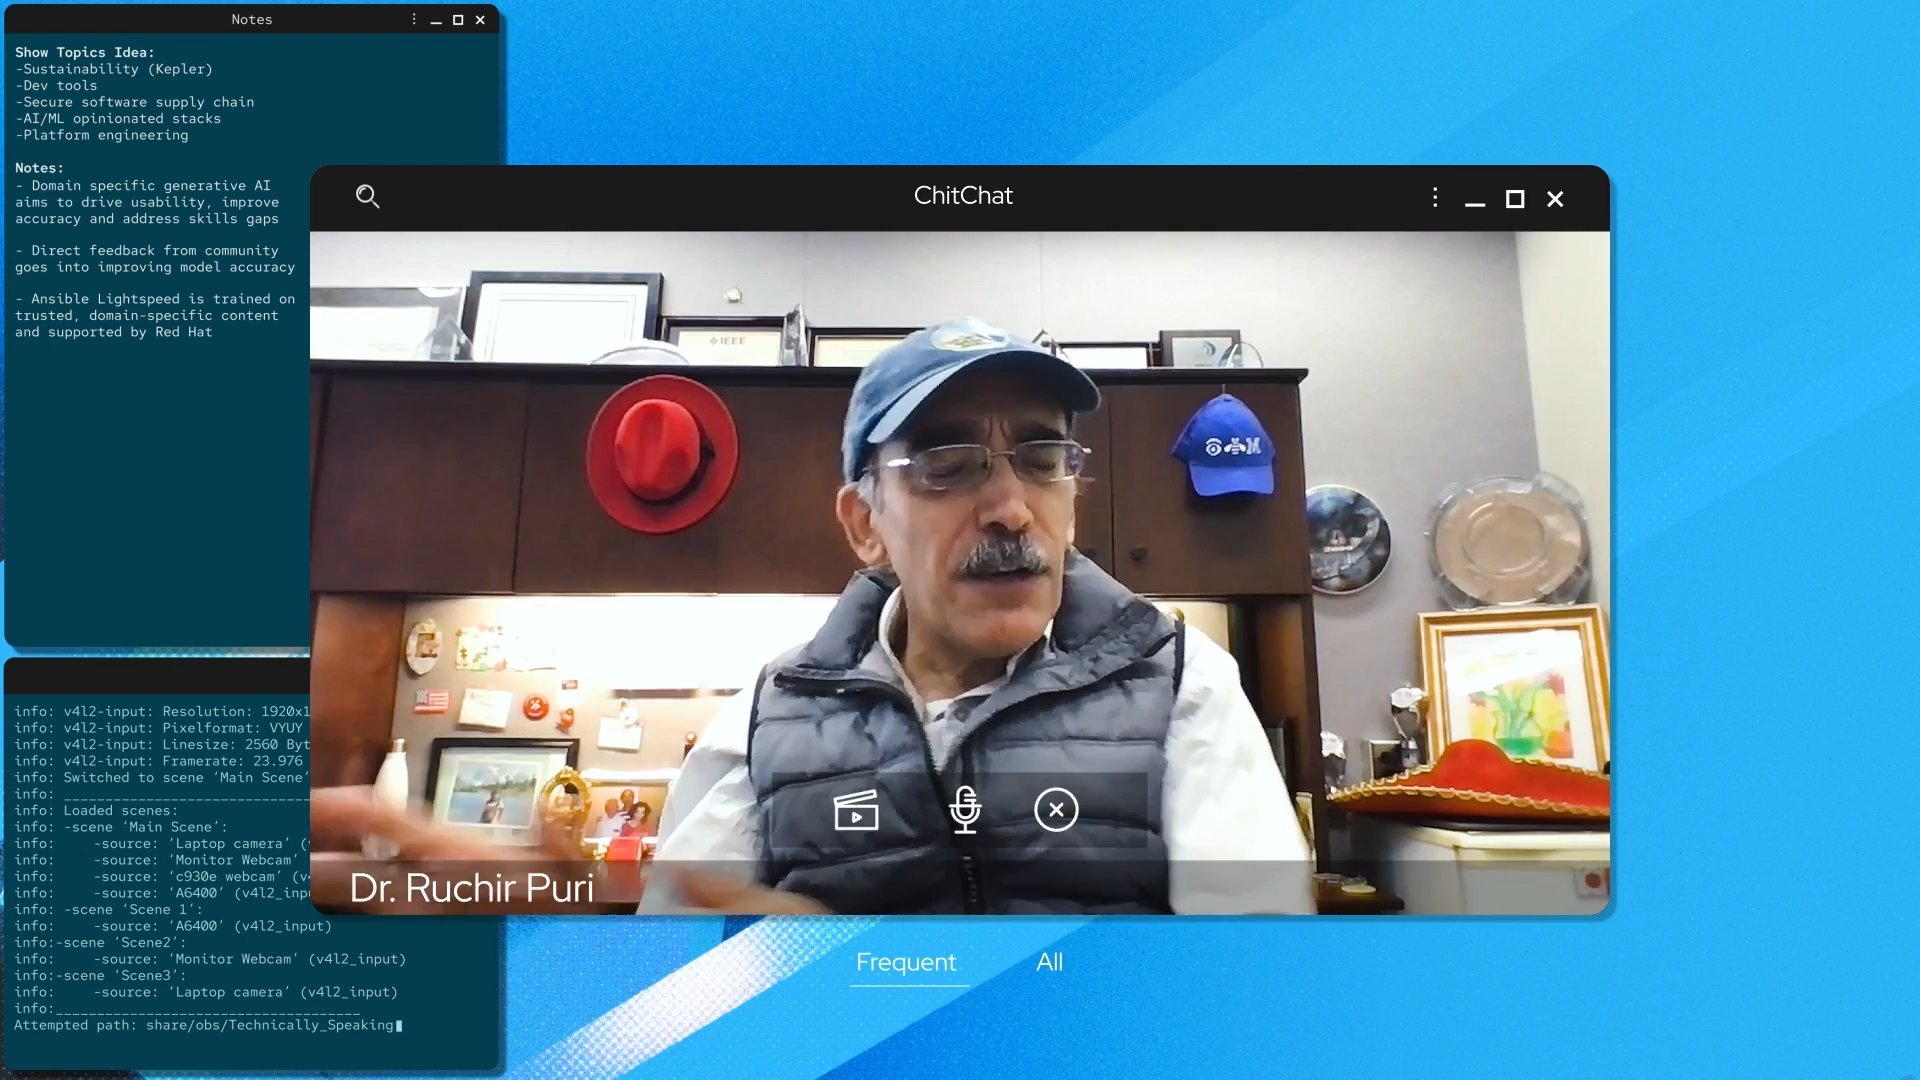 Notes
Show Topics Idea:
-Sustainability (Kepler)
-Dev tools
-Secure software supply chain
-AI/ML opinionated stacks
-Platform engineering
Notes:
- Domain specific generative AI
aims to drive usability, improve
accuracy and address skills gaps
- Direct feedback from community
goes into improving model accuracy
- Ansible Lightspeed is trained on
trusted, domain-specific content
and supported by Red Hat
ChitChat
IEEE
Dr. Ruchir Puri
info: v4l2-input: Resolution: 1920x1
info: v4l2-input: Pixelformat: VYUY
info: v4l2-input: Linesize: 2560 Byt
info: v4l2-input: Framerate: 23.976
info: Switched to scene ‘Main Scene’
info: ______________________________
info: Loaded scenes:
info: -scene ‘Main Scene’:
info:     -source: ‘Laptop camera’ (
info:     -source: ‘Monitor Webcam’
info:     -source: ‘c930e webcam’ (v
info:     -source: ‘A6400’ (v4l2_inp
info: -scene ‘Scene 1’:
info:     -source: ‘A6400’ (v4l2_input)
info:-scene ‘Scene2’:
info:     -source: ‘Monitor Webcam’ (v4l2_input)
info:-scene ‘Scene3’:
info:     -source: ‘Laptop camera’ (v4l2_input)
info:_____________________________________
Attempted path: share/obs/Technically_Speaking
Frequent
All